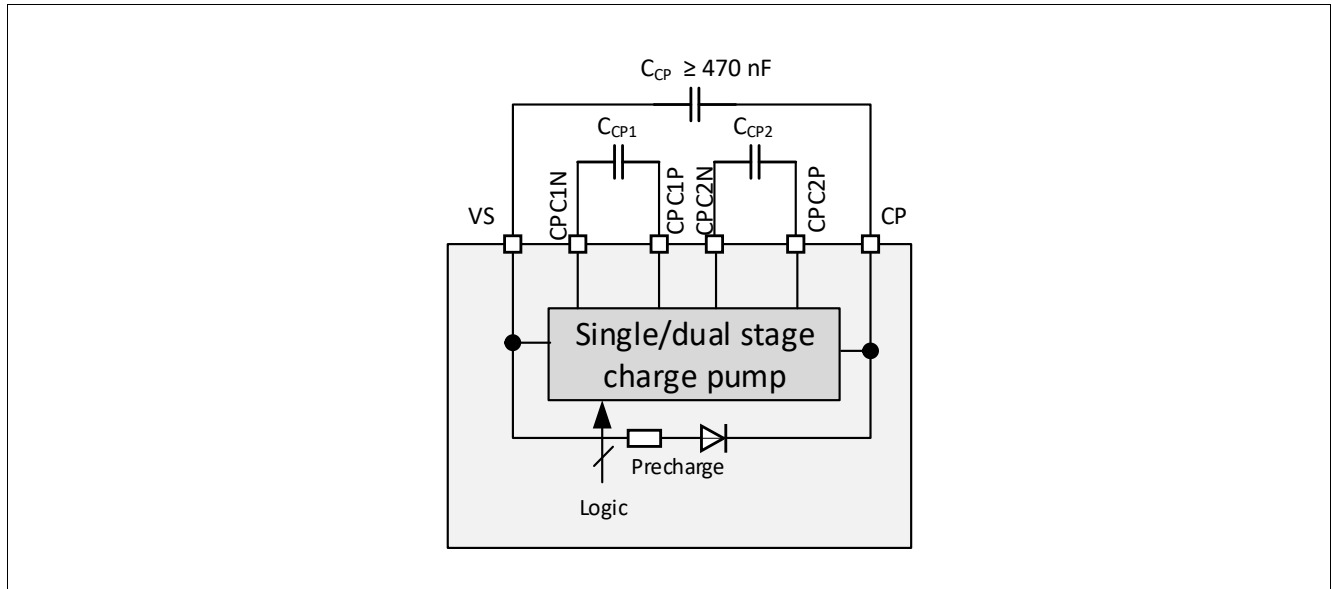 C_CP ≥ 470 nF
C_CP1
C_CP2
CPC1N
CPC1P
CPC2N
CPC2P
VS
CP
Single/dual stage
charge pump
Precharge
Logic